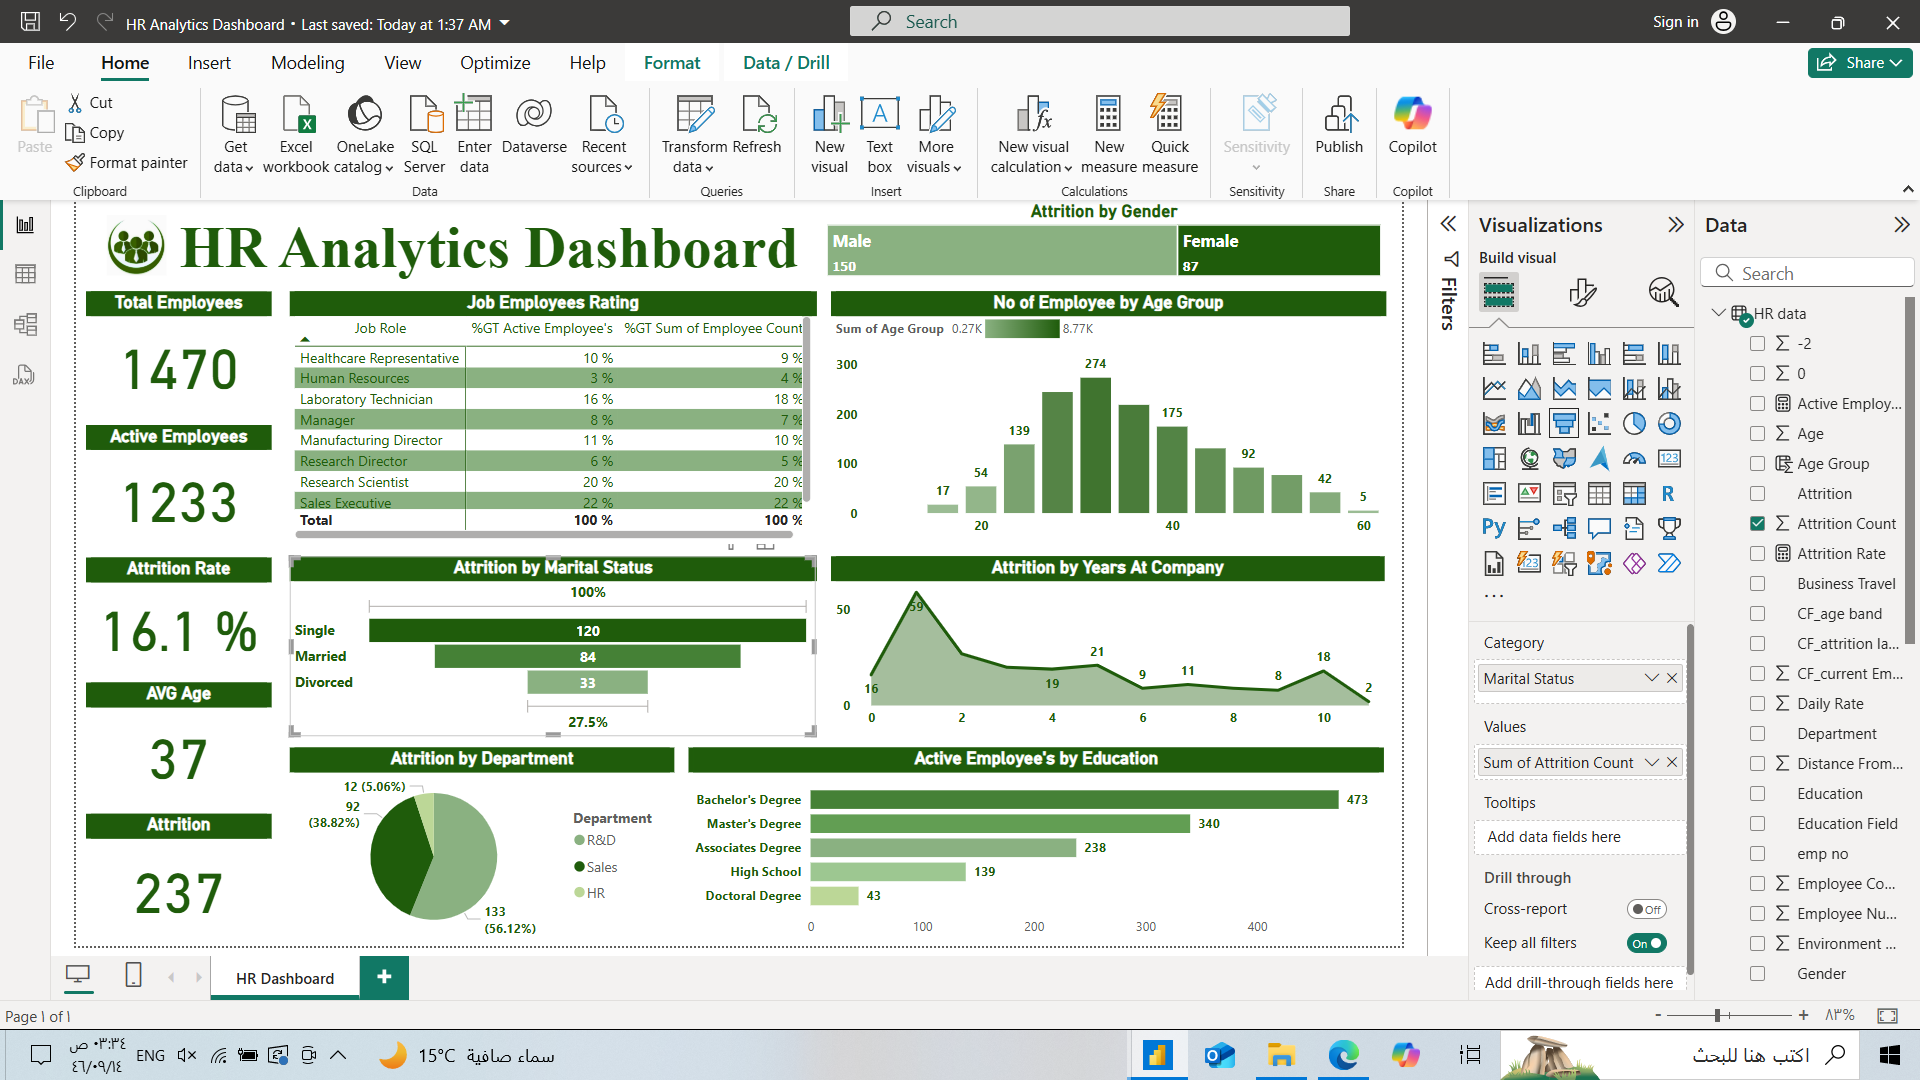 HR Analytics Dashboard • Last saved: Today at 1:37 AM
Search
Sign in
File
Home
Insert
Modeling
View
Optimize
Help
Format
Data / Drill
Share
Paste
Cut
Copy
Format painter
Clipboard
Get data
Excel workbook
OneLake catalog
SQL Server
Enter data
Dataverse
Recent sources
Data
Transform data
Refresh
Queries
New visual
Text box
More visuals
Insert
New visual calculation
New measure
Quick measure
Calculations
Sensitivity
Sensitivity
Publish
Share
Copilot
Copilot
HR Analytics Dashboard
Attrition by Gender
Male
150
Female
87
Total Employees
1470
Active Employees
1233
Attrition Rate
16.1 %
AVG Age
37
Attrition
237
Job Employees Rating
Job Role %GT Active Employee's %GT Sum of Employee Count
Healthcare Representative 10 % 9 %
Human Resources 3 % 4 %
Laboratory Technician 16 % 18 %
Manager 8 % 7 %
Manufacturing Director 11 % 10 %
Research Director 6 % 5 %
Research Scientist 20 % 20 %
Sales Executive 22 % 22 %
Total 100 % 100 %
No of Employee by Age Group
Sum of Age Group 0.27K 8.77K
300
200
100
0
17
54
139
274
175
92
42
5
20 40 60
Attrition by Marital Status
100%
Single 120
Married 84
Divorced 33
27.5%
Attrition by Years At Company
50
0
16
59
19
21
9
11
8
18
2
0 2 4 6 8 10
Attrition by Department
12 (5.06%)
92
(38.82%)
133
(56.12%)
Department
R&D
Sales
HR
Active Employee's by Education
Bachelor's Degree 473
Master's Degree 340
Associates Degree 238
High School 139
Doctoral Degree 43
0 100 200 300 400
Filters
Visualizations
Build visual
123
R
Py
123
...
Category
Marital Status
Values
Sum of Attrition Count
Tooltips
Add data fields here
Drill through
Cross-report
Off
Keep all filters
On
Add drill-through fields here
Data
Search
HR data
-2
0
Active Employ...
Age
Age Group
Attrition
Attrition Count
Attrition Rate
Business Travel
CF_age band
CF_attrition la...
CF_current Em...
Daily Rate
Department
Distance From...
Education
Education Field
emp no
Employee Co...
Employee Nu...
Environment ...
Gender
DAX
HR Dashboard
+
Page ١ of ١
- + ٨٣%
٠٣:٣٤ ص
٤٦/٠٩/١٤
ENG
15°C سماء صافية
اكتب هنا للبحث